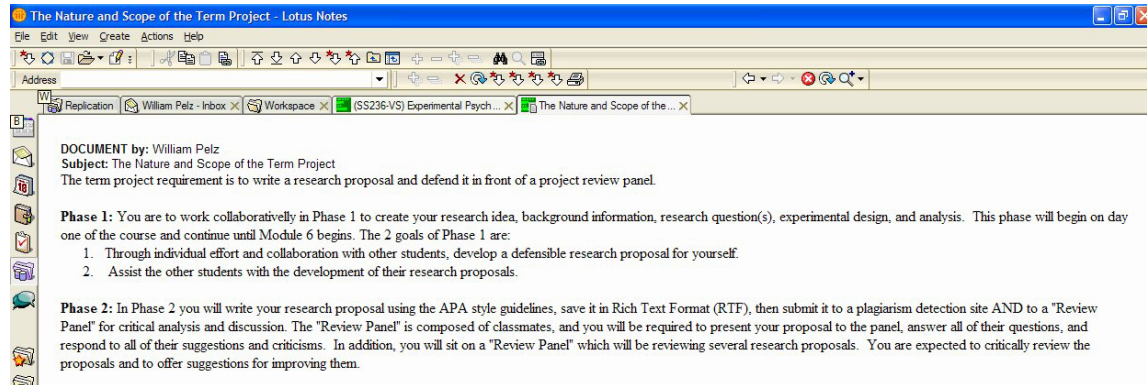 The Nature and Scope of the Term Project - Lotus Notes
File Edit View Create Actions Help
Address
W
Replication William Pelz - Inbox Workspace (SS236-VS) Experimental Psych ... The Nature and Scope of the ...
B
DOCUMENT by: William Pelz
Subject: The Nature and Scope of the Term Project
The term project requirement is to write a research proposal and defend it in front of a project review panel.
18
Phase 1: You are to work collaborativelly in Phase 1 to create your research idea, background information, research question(s), experimental design, and analysis. This phase will begin on day
one of the course and continue until Module 6 begins. The 2 goals of Phase 1 are:
1. Through individual effort and collaboration with other students, develop a defensible research proposal for yourself.
2. Assist the other students with the development of their research proposals.
Phase 2: In Phase 2 you will write your research proposal using the APA style guidelines, save it in Rich Text Format (RTF), then submit it to a plagiarism detection site AND to a "Review
Panel" for critical analysis and discussion. The "Review Panel" is composed of classmates, and you will be required to present your proposal to the panel, answer all of their questions, and
respond to all of their suggestions and criticisms. In addition, you will sit on a "Review Panel" which will be reviewing several research proposals. You are expected to critically review the
proposals and to offer suggestions for improving them.